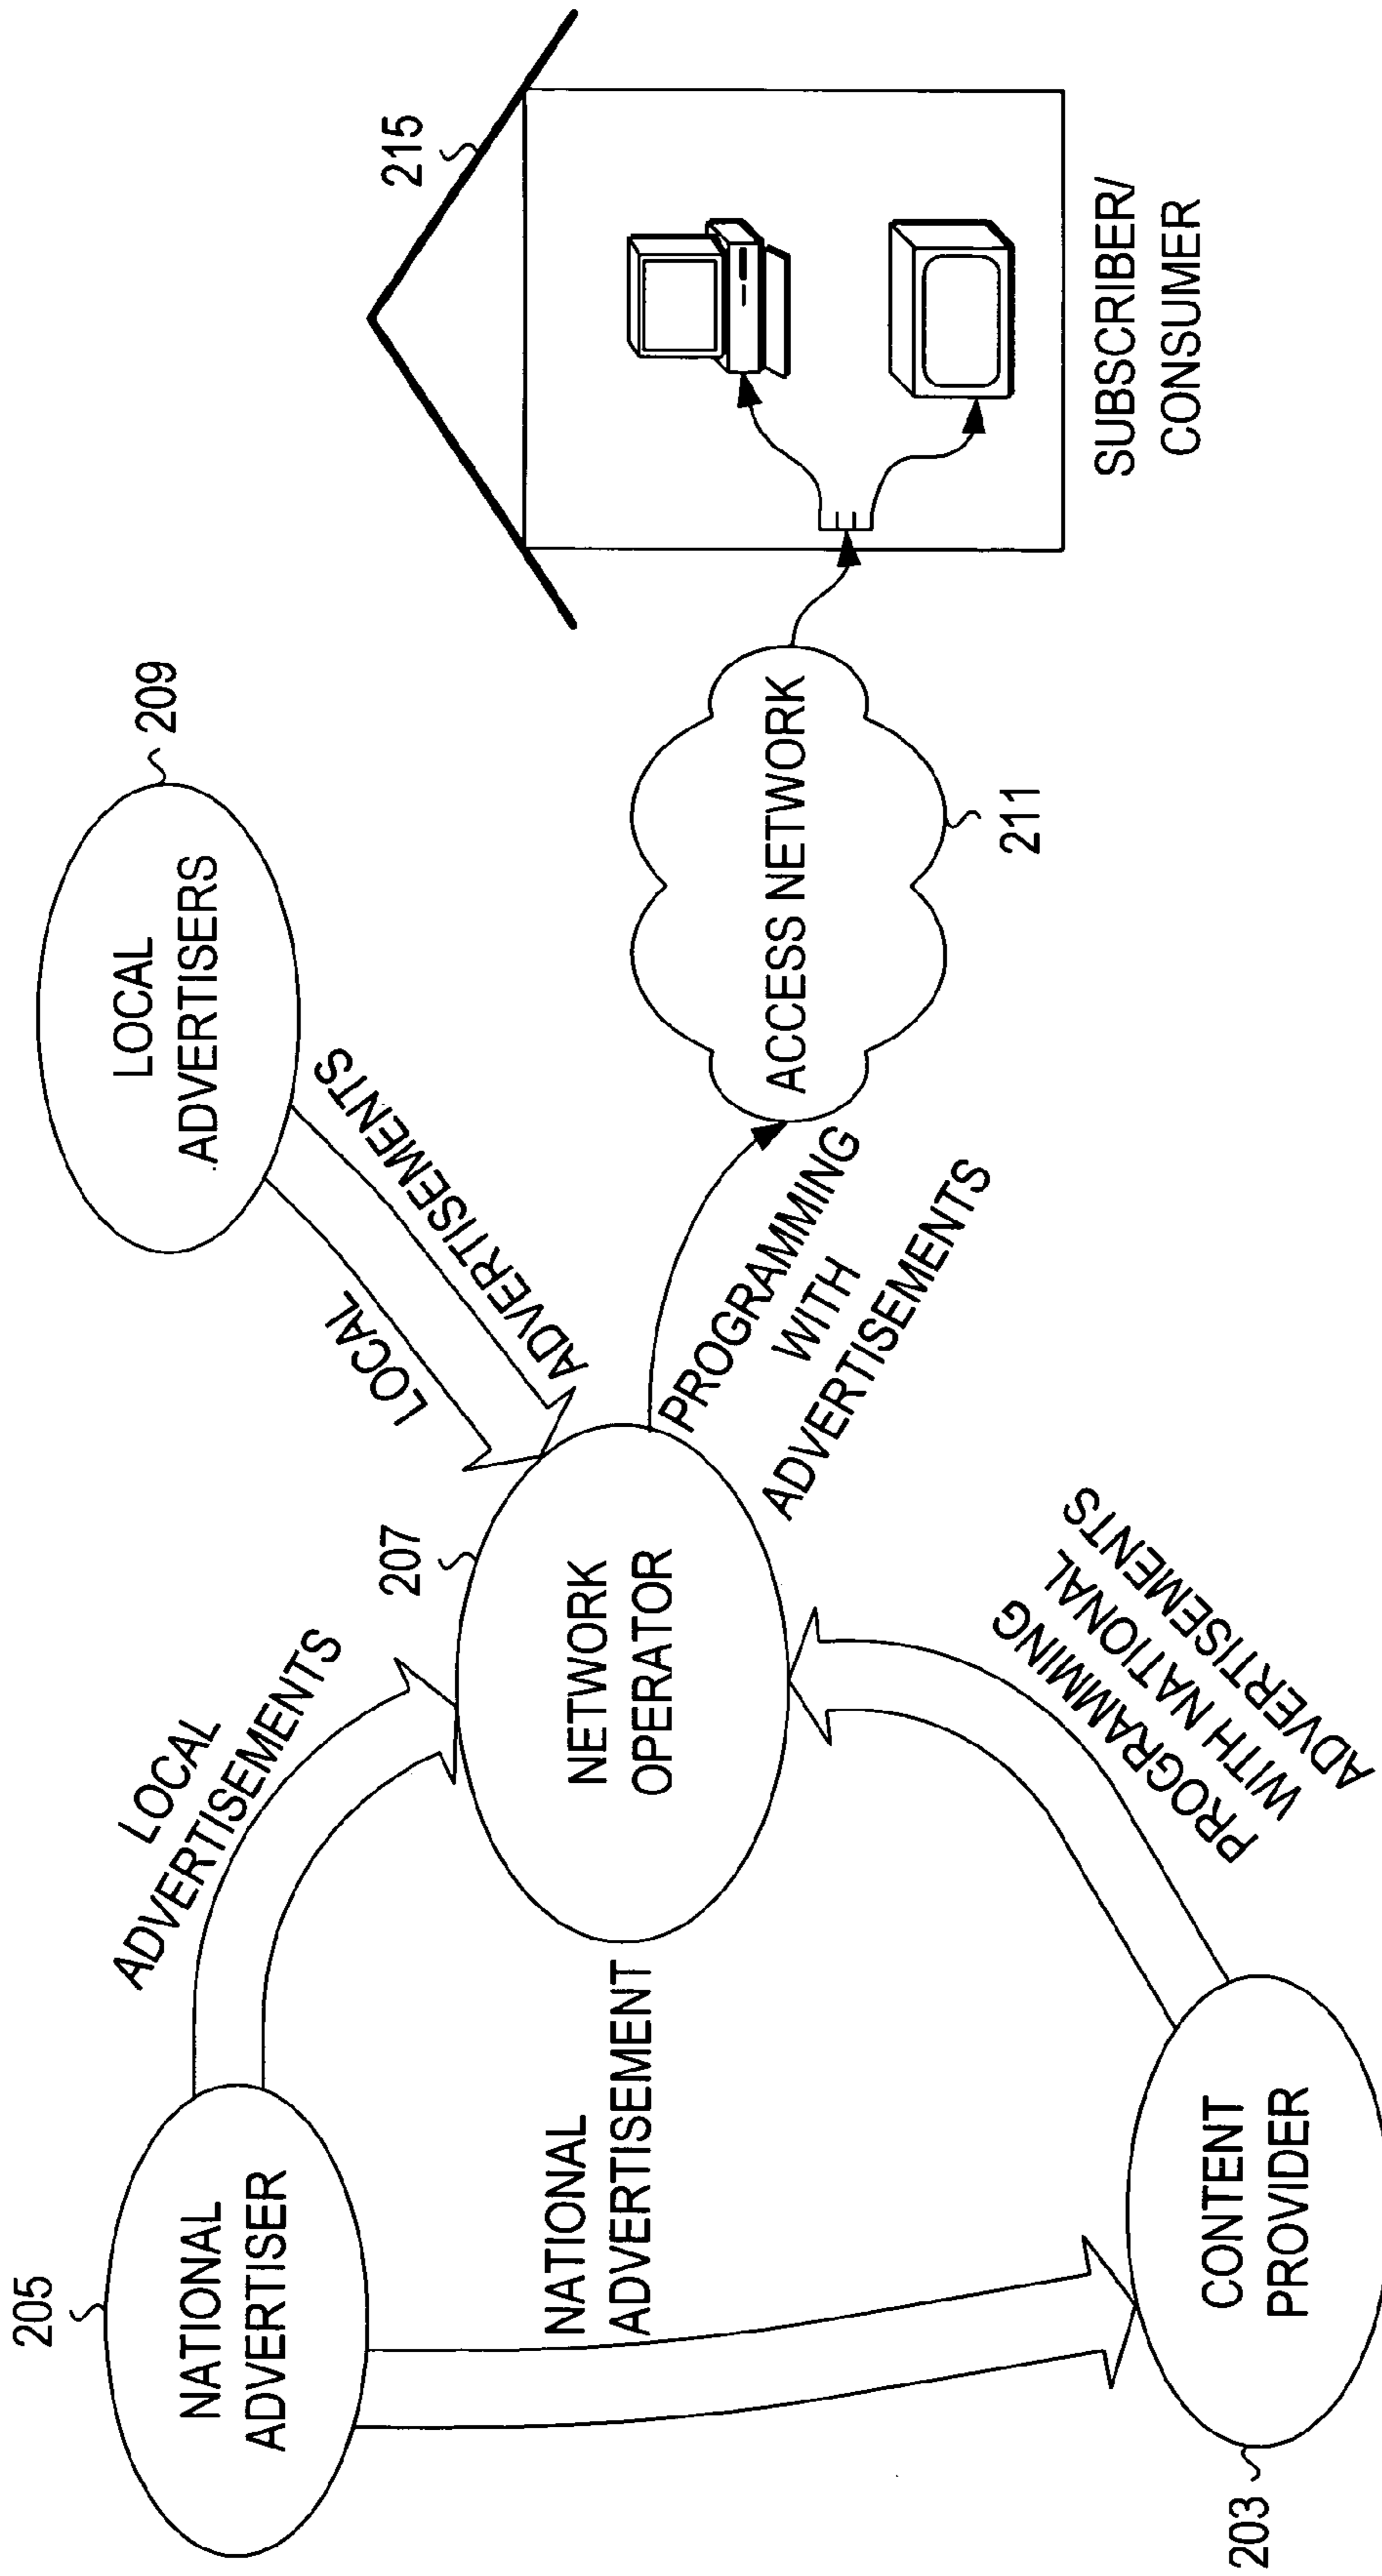 205
NATIONAL
ADVERTISER
LOCAL
ADVERTISEMENTS
LOCAL
ADVERTISERS
209
LOCAL
ADVERTISEMENTS
207
NETWORK
OPERATOR
NATIONAL
ADVERTISEMENT
PROGRAMMING
WITH
ADVERTISEMENTS
ACCESS NETWORK
211
215
SUBSCRIBER/
CONSUMER
CONTENT
PROVIDER
203
PROGRAMMING
WITH NATIONAL
ADVERTISEMENTS